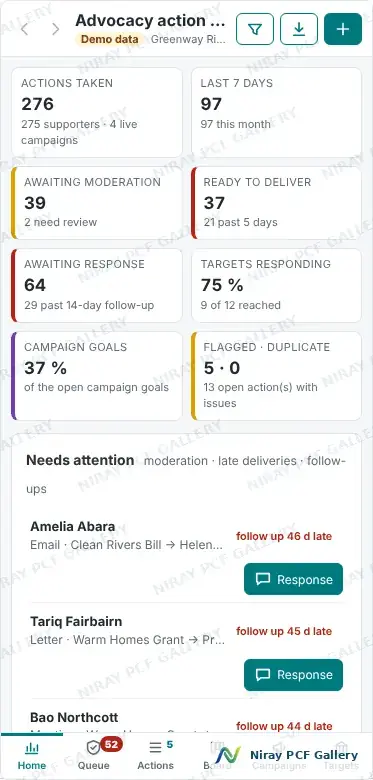 Advocacy action ...
Demo data Greenway Ri...
ACTIONS TAKEN
276
275 supporters · 4 live
campaigns
LAST 7 DAYS
97
97 this month
AWAITING MODERATION
39
2 need review
READY TO DELIVER
37
21 past 5 days
AWAITING RESPONSE
64
29 past 14-day follow-up
TARGETS RESPONDING
75 %
9 of 12 reached
CAMPAIGN GOALS
37 %
of the open campaign goals
FLAGGED · DUPLICATE
5 · 0
13 open action(s) with
issues
Needs attention moderation · late deliveries · follow-
ups
Amelia Abara
Email · Clean Rivers Bill → Helen...
follow up 46 d late
Response
Tariq Fairbairn
Letter · Warm Homes Grant → Pr...
follow up 45 d late
Response
Bao Northcott
follow up 44 d late
Home
Queue 52
Actions 5
Campaigns
Targets
Niray PCF Gallery
NIRAY PCF GALLERY